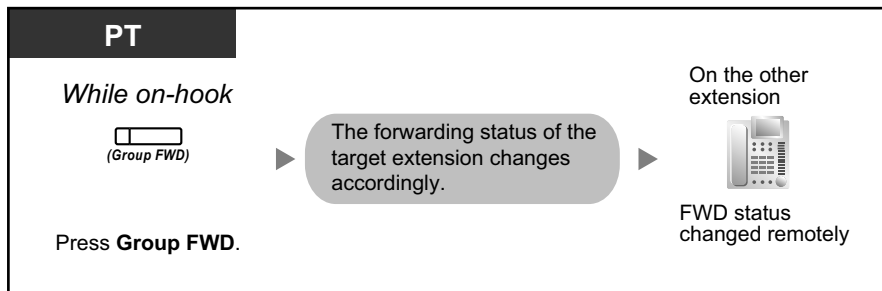 PT
While on-hook
(Group FWD)
Press Group FWD.
The forwarding status of the
target extension changes
accordingly.
On the other
extension
FWD status
changed remotely